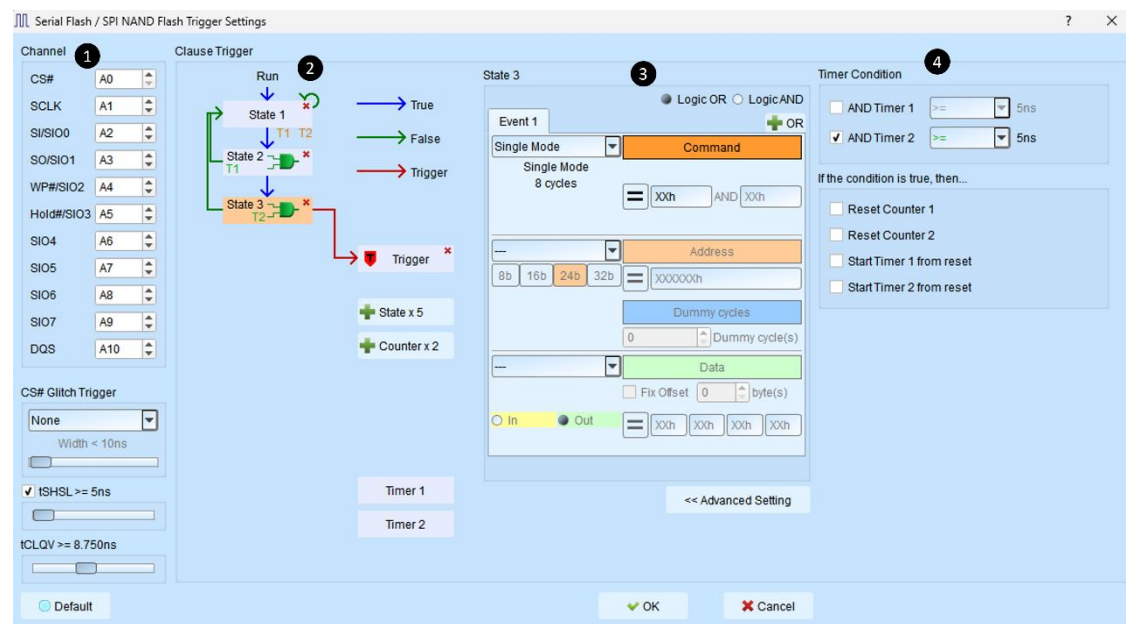 Serial Flash / SPI NAND Flash Trigger Settings ? X
Channel 1
CS# A0
SCLK A1
SI/SIO0 A2
SO/SIO1 A3
WP#/SIO2 A4
Hold#/SIO3 A5
SIO4 A6
SIO5 A7
SIO6 A8
SIO7 A9
DQS A10
CS# Glitch Trigger
None
Width < 10ns
tSHSL >= 5ns
tCLQV >= 8.750ns
Default
Clause Trigger
2
Run
State 1
T1 T2
State 2
T1
State 3
T2
True
False
Trigger
T Trigger
State x 5
Counter x 2
Timer 1
Timer 2
State 3
3
Logic OR Logic AND
Event 1
OR
Single Mode Command
Single Mode
8 cycles
= XXh AND XXh
--- Address
8b 16b 24b 32b = XXXXXXh
Dummy cycles
0 Dummy cycle(s)
--- Data
Fix Offset 0 byte(s)
In Out = XXh XXh XXh XXh
<< Advanced Setting
4
Timer Condition
AND Timer 1 >= 5ns
AND Timer 2 >= 5ns
If the condition is true, then...
Reset Counter 1
Reset Counter 2
Start Timer 1 from reset
Start Timer 2 from reset
OK Cancel